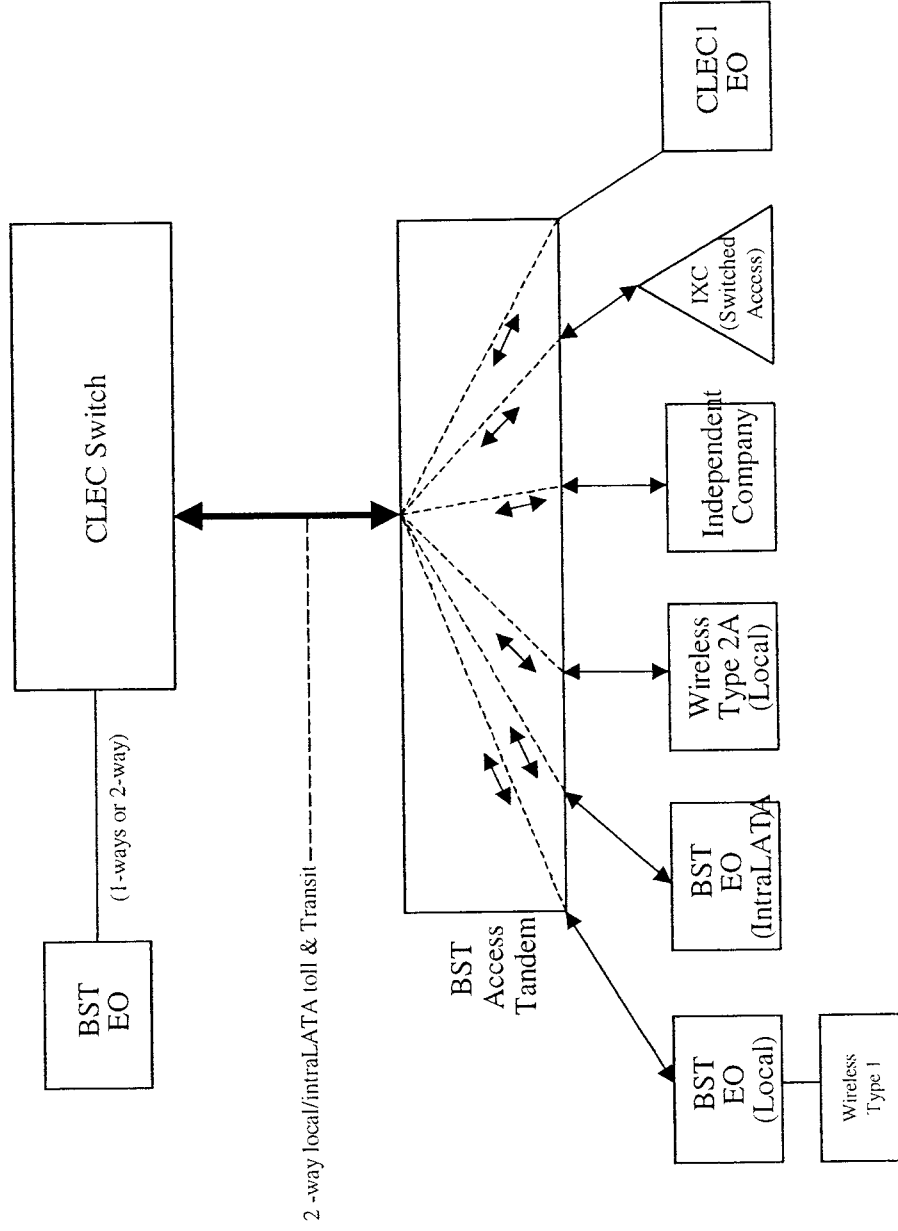 CLEC Switch
BST
EO
(1-ways or 2-way)
2 -way local/intraLATA toll & Transit
BST
Access
Tandem
BST
EO
(Local)
Wireless
Type 1
BST
EO
(IntraLATA)
Wireless
Type 2A
(Local)
Independent
Company
IXC
(Switched
Access)
CLEC1
EO